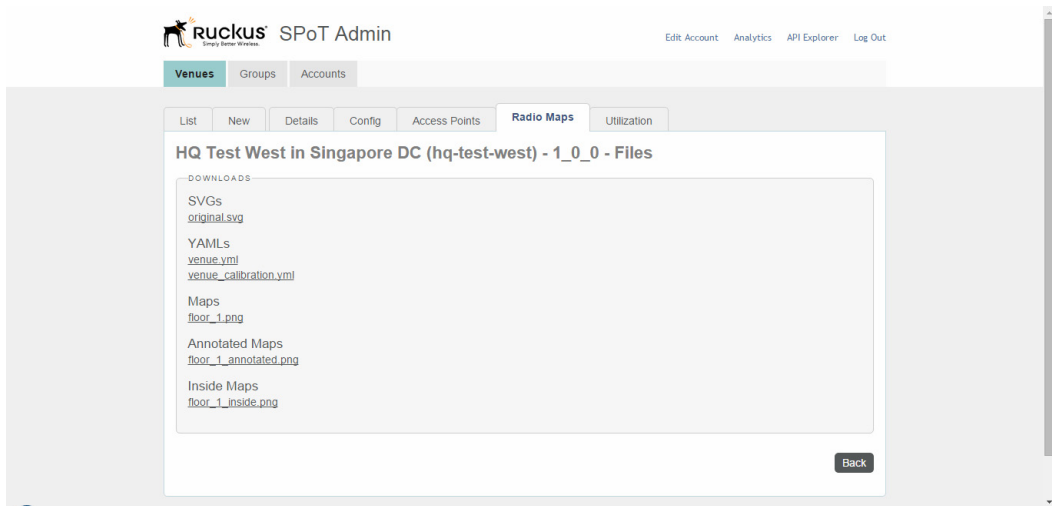 Ruckus SPoT Admin
Simply Better Wireless.
Edit Account Analytics API Explorer Log Out
Venues Groups Accounts
List New Details Config Access Points Radio Maps Utilization
HQ Test West in Singapore DC (hq-test-west) - 1_0_0 - Files
DOWNLOADS
SVGs
original.svg
YAMLs
venue.yml
venue_calibration.yml
Maps
floor_1.png
Annotated Maps
floor_1_annotated.png
Inside Maps
floor_1_inside.png
Back